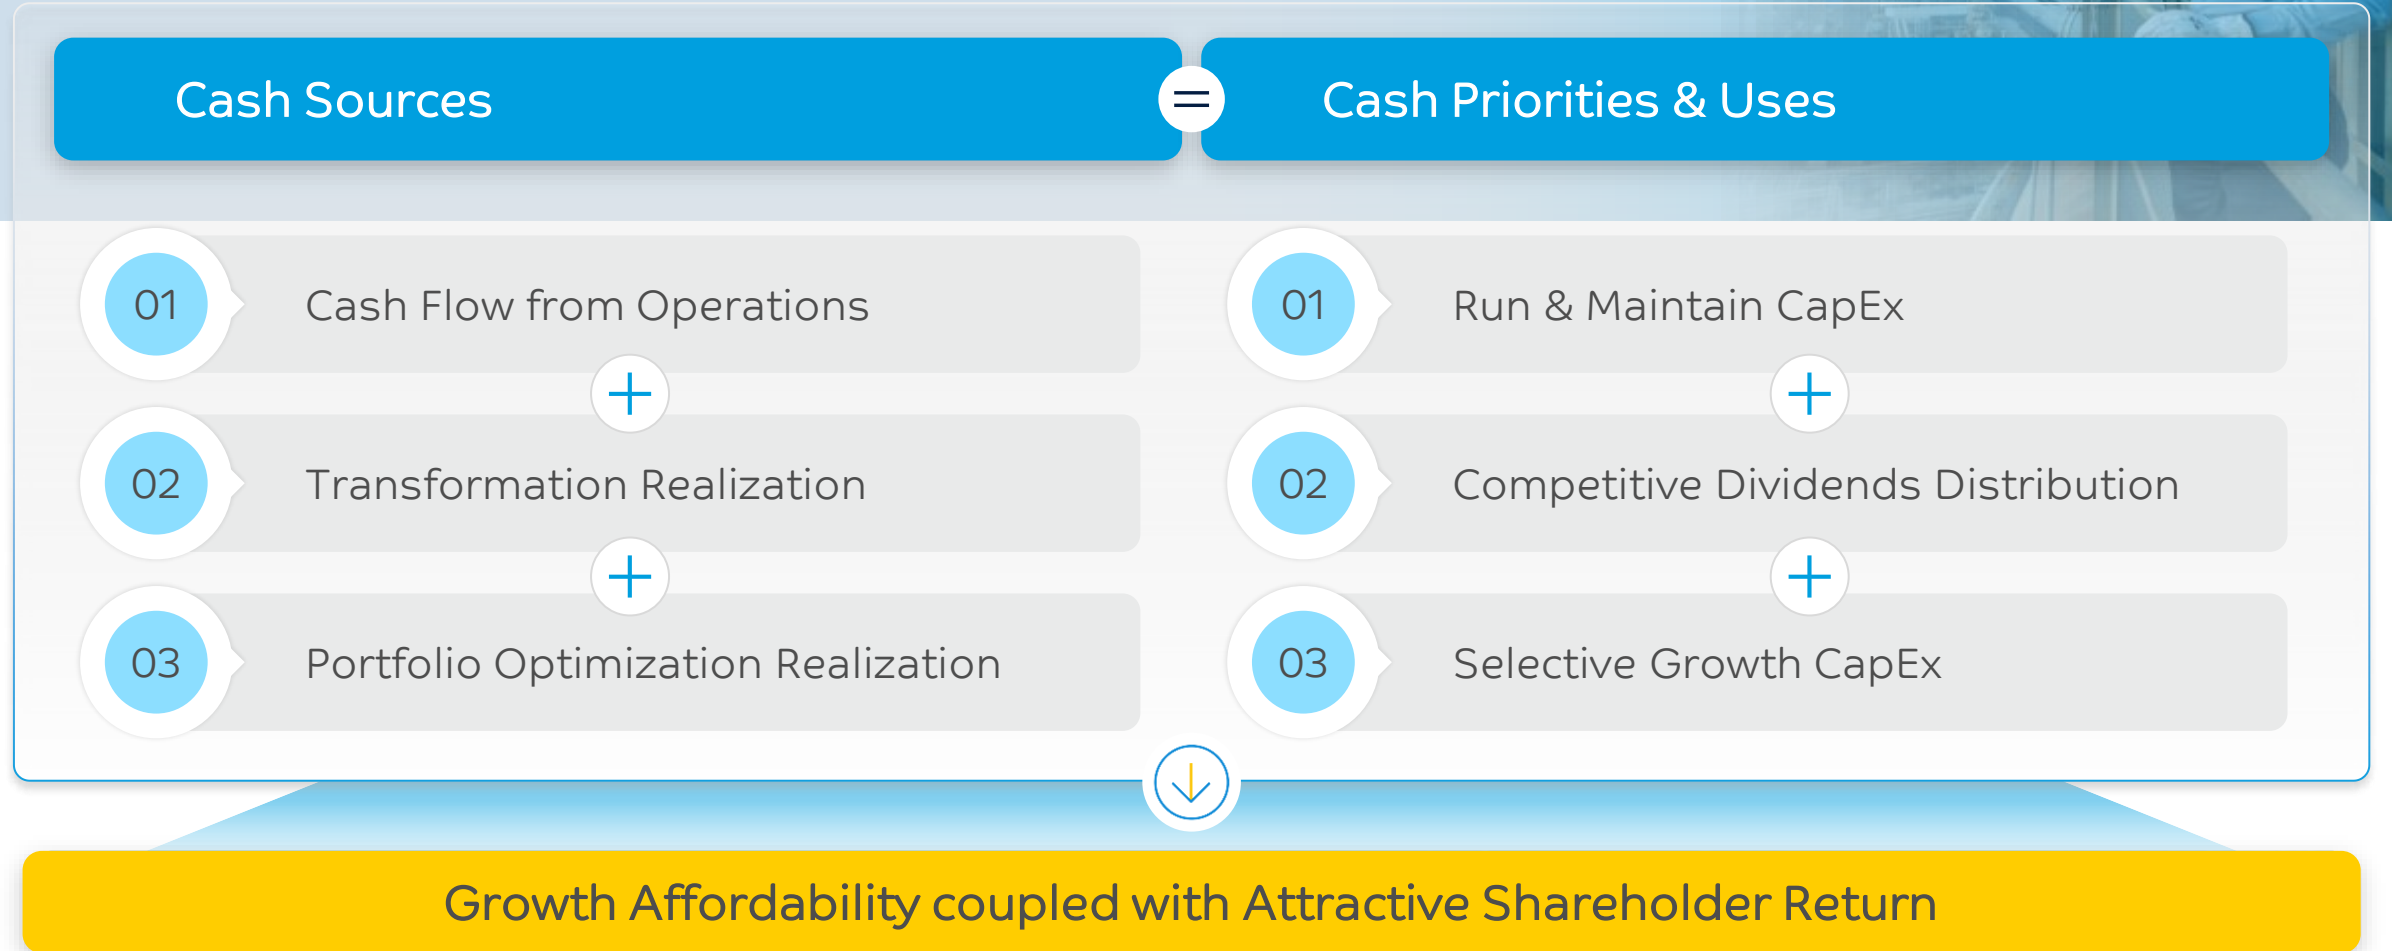 Cash Sources
=
Cash Priorities & Uses
01
Cash Flow from Operations
+
02
Transformation Realization
+
03
Portfolio Optimization Realization
01
Run & Maintain CapEx
+
02
Competitive Dividends Distribution
+
03
Selective Growth CapEx
Growth Affordability coupled with Attractive Shareholder Return